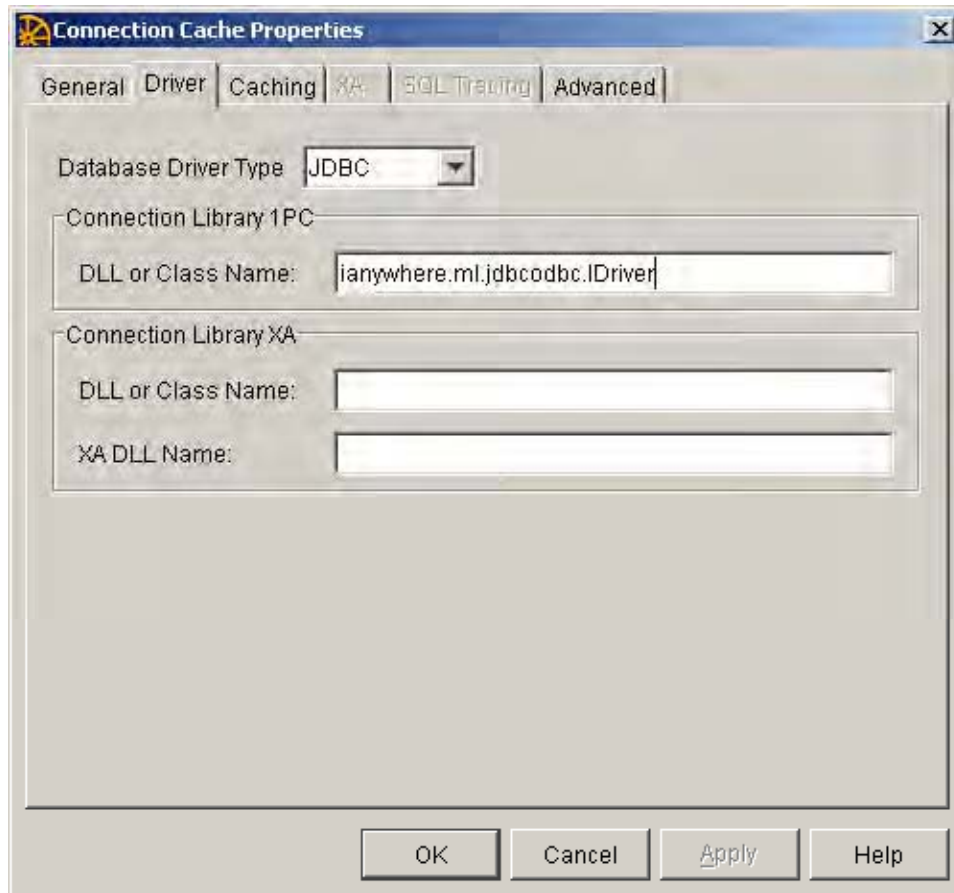 Connection Cache Properties
General Driver Caching XA SQL Tracing Advanced
Database Driver Type JDBC
Connection Library 1PC
DLL or Class Name: ianywhere.ml.jdbcodbc.IDriver
Connection Library XA
DLL or Class Name:
XA DLL Name:
OK Cancel Apply Help